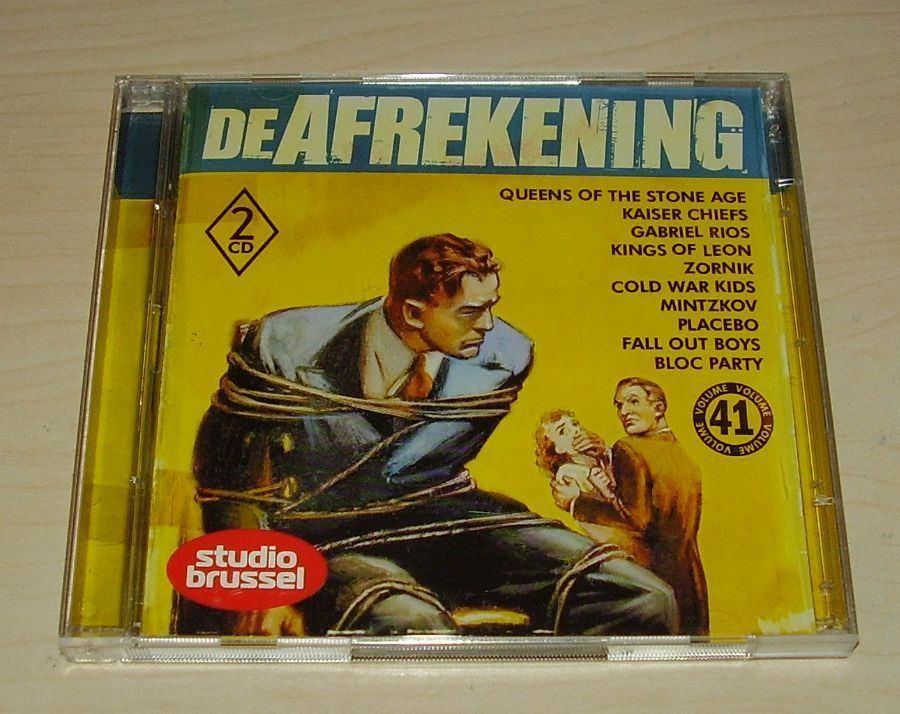 DE AFREKENING
2
CD
QUEENS OF THE STONE AGE
KAISER CHIEFS
GABRIEL RIOS
KINGS OF LEON
ZORNIK
COLD WAR KIDS
MINTZKOV
PLACEBO
FALL OUT BOYS
BLOC PARTY
VOLUME VOLUME VOLUME VOLUME
41
studio
brussel